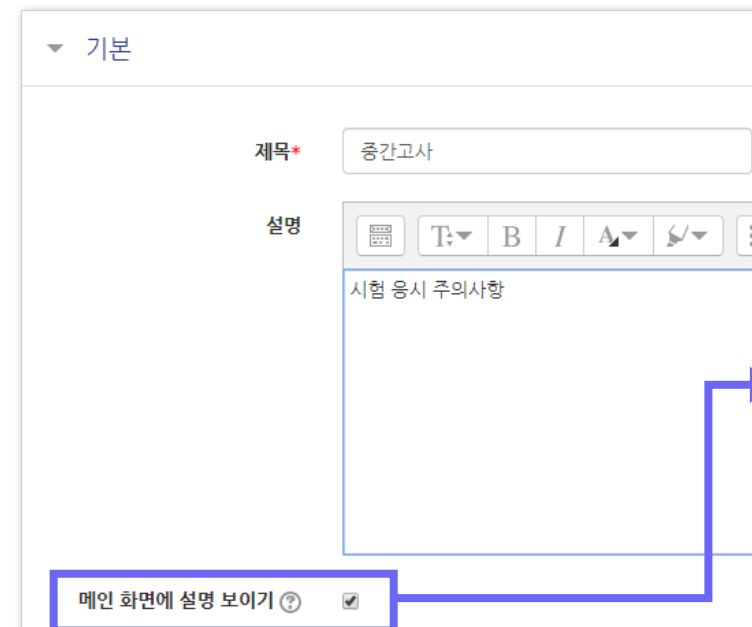 기본
제목*
중간고사
설명
T B I A
시험 응시 주의사항
메인 화면에 설명 보이기 ?